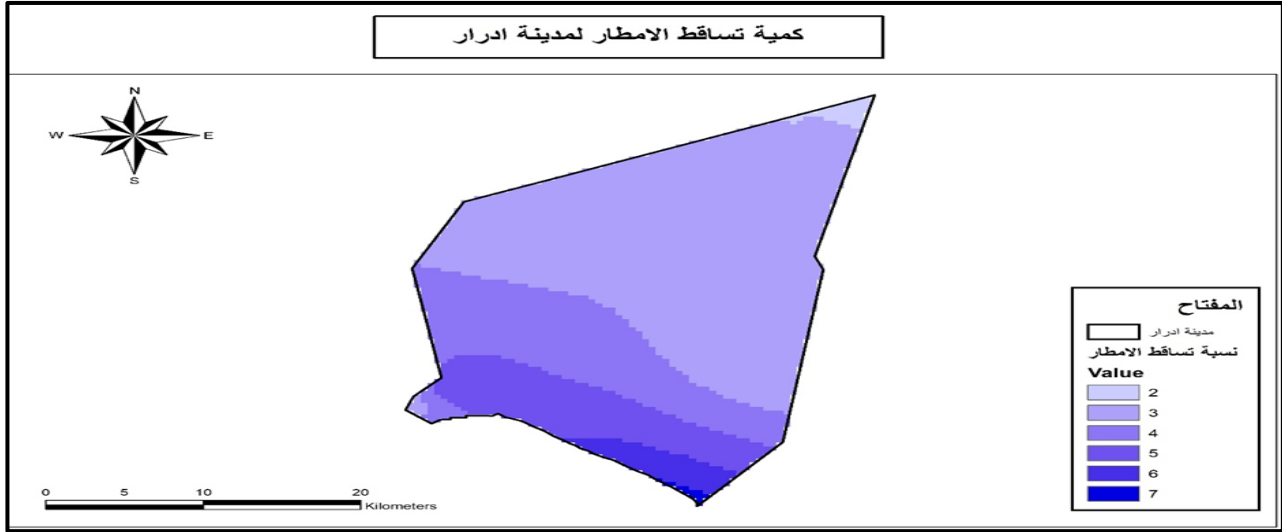 كمية تساقط الامطار لمدينة ادرار
N
W E
S
المفتاح
مدينة ادرار
نسبة تساقط الامطار
Value
2
3
4
5
6
7
0 5 10 20
Kilometers